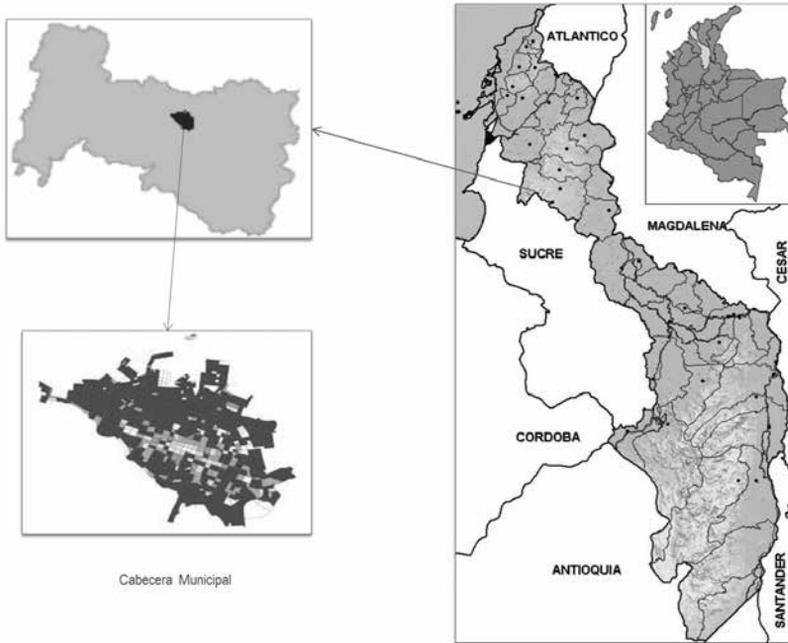 ATLANTICO
MAGDALENA
SUCRE
CESAR
CORDOBA
ANTIOQUIA
SANTANDER
Cabecera Municipal